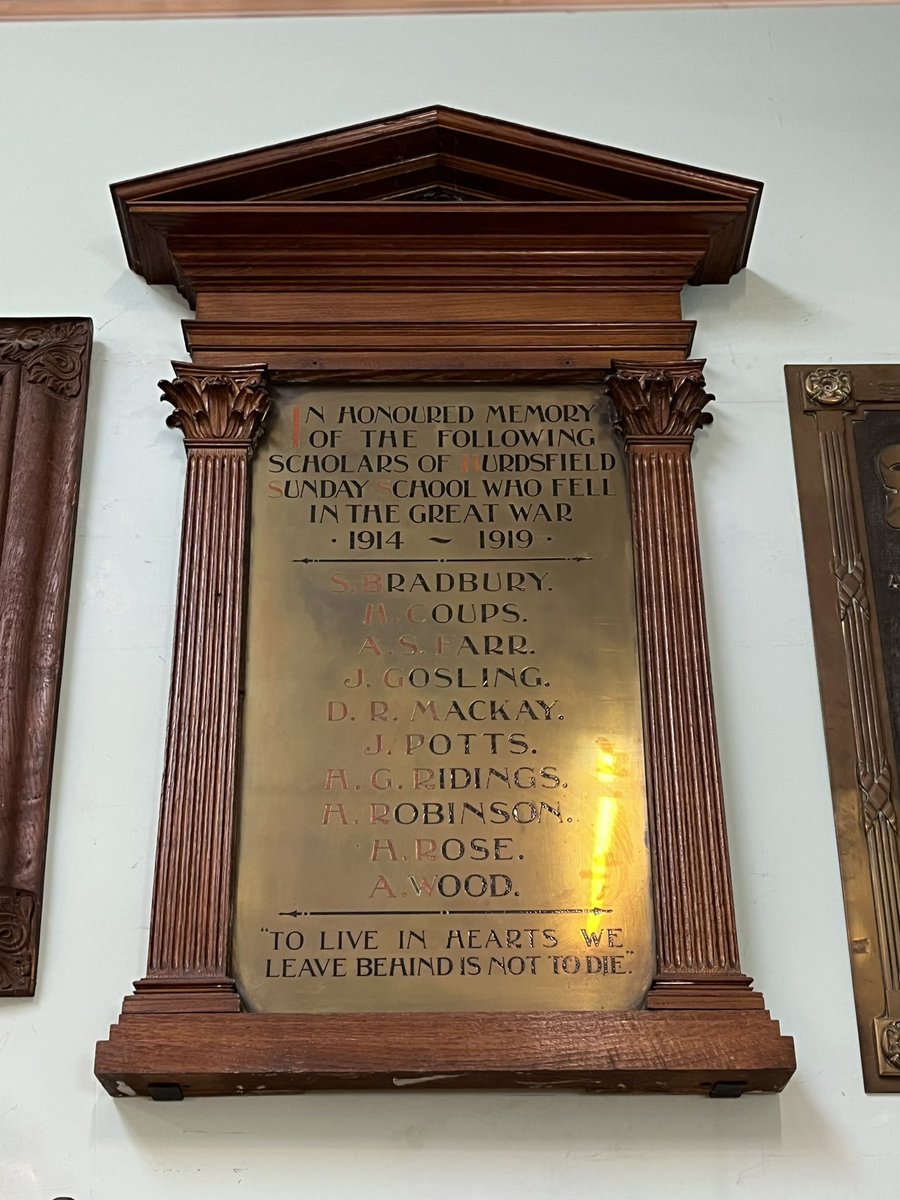 IN HONOURED MEMORY
OF THE FOLLOWING
SCHOLARS OF HURDSFIELD
SUNDAY SCHOOL WHO FELL
IN THE GREAT WAR
· 1914 ~ 1919 ·
S. BRADBURY.
H. COUPS.
A. S. FARR.
J. GOSLING.
D. R. MACKAY.
J. POTTS.
H. G. RIDINGS.
H. ROBINSON.
H. ROSE.
A. WOOD.
"TO LIVE IN HEARTS WE
LEAVE BEHIND IS NOT TO DIE."